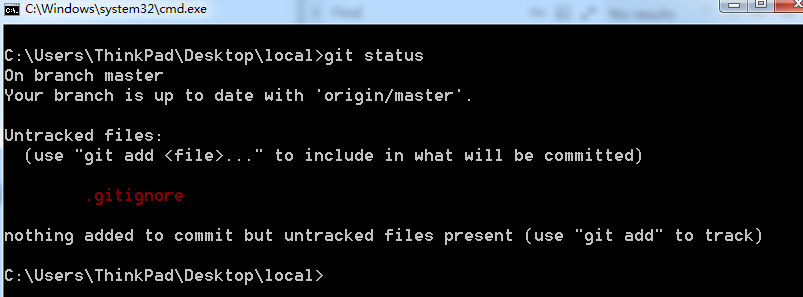 C:\Windows\system32\cmd.exe
C:\Users\ThinkPad\Desktop\local>git status
On branch master
Your branch is up to date with 'origin/master'.
Untracked files:
(use "git add <file>..." to include in what will be committed)
.gitignore
nothing added to commit but untracked files present (use "git add" to track)
C:\Users\ThinkPad\Desktop\local>